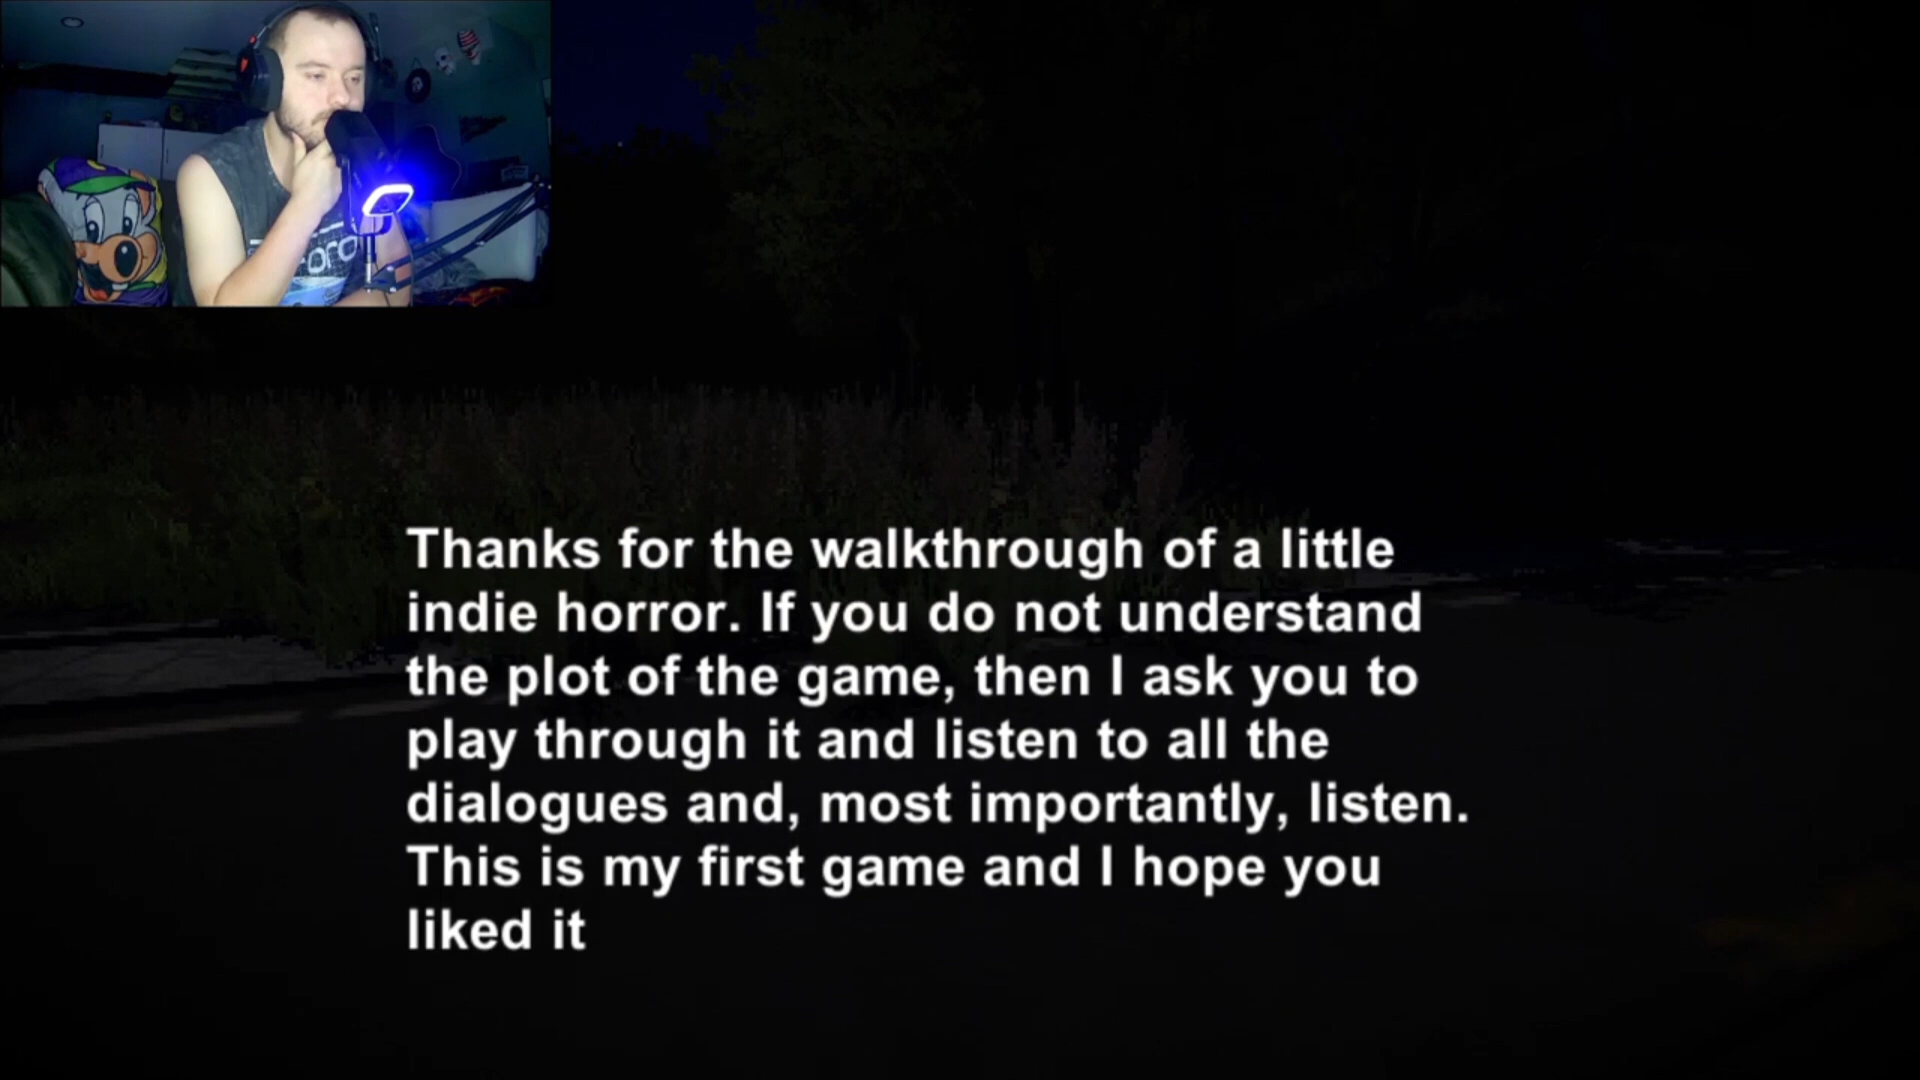 Thanks for the walkthrough of a little
indie horror. If you do not understand
the plot of the game, then I ask you to
play through it and listen to all the
dialogues and, most importantly, listen.
This is my first game and I hope you
liked it